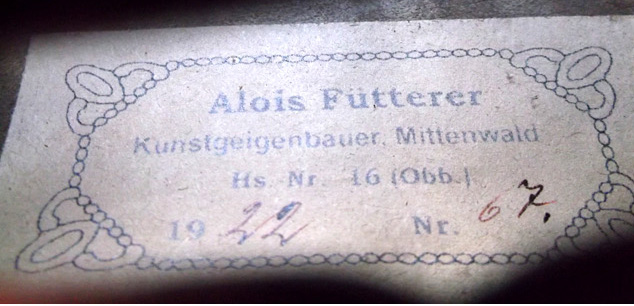 Alois Fütterer
Kunstgeigenbauer, Mittenwald
Hs. Nr. 16 (Obb.)
1922 Nr. 67.